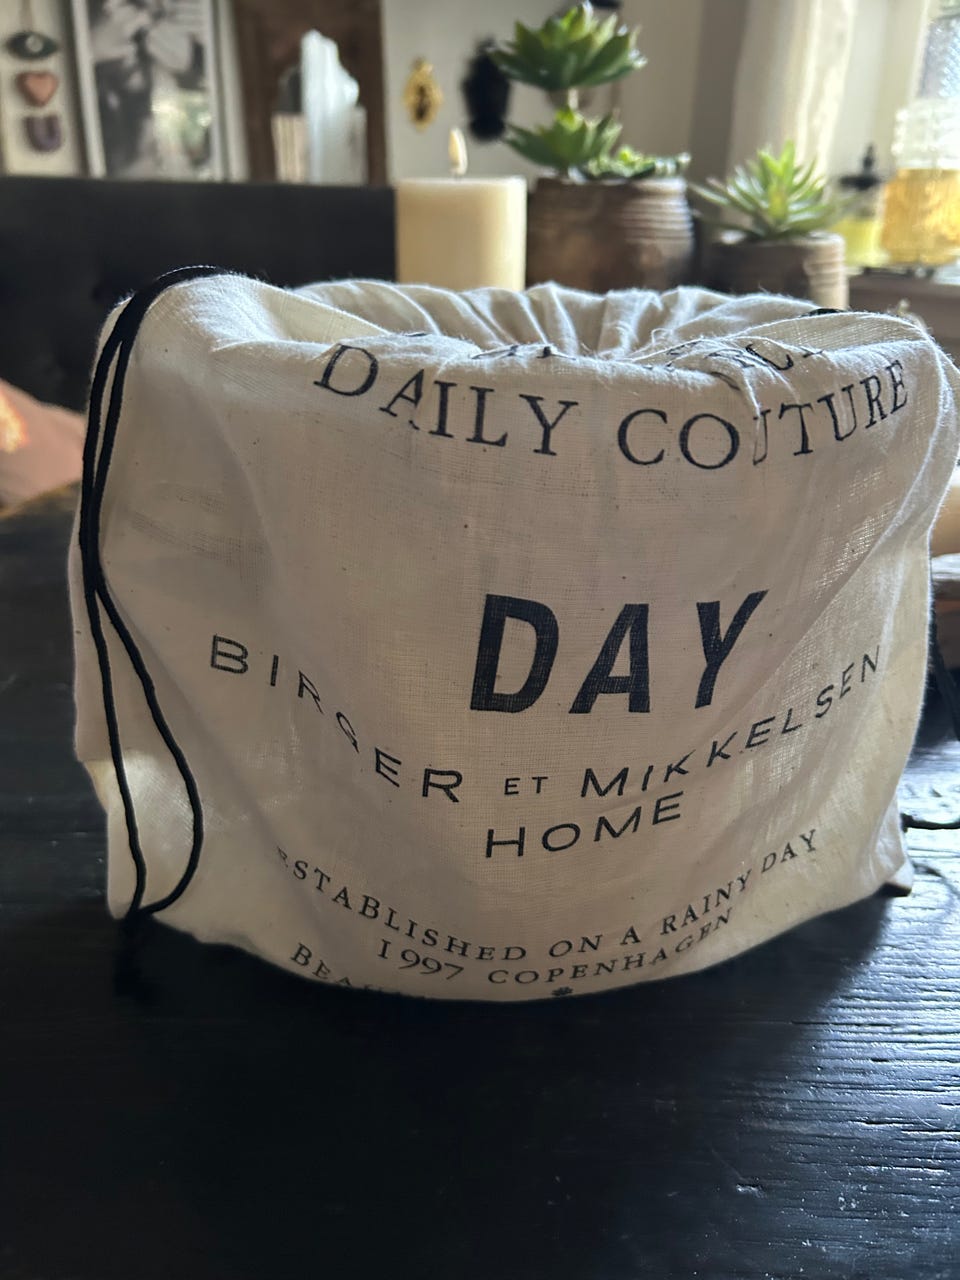 DAILY COUTURE
DAY
BIRGER ET MIKKELSEN
HOME
ESTABLISHED ON A RAINY DAY
1997 COPENHAGEN